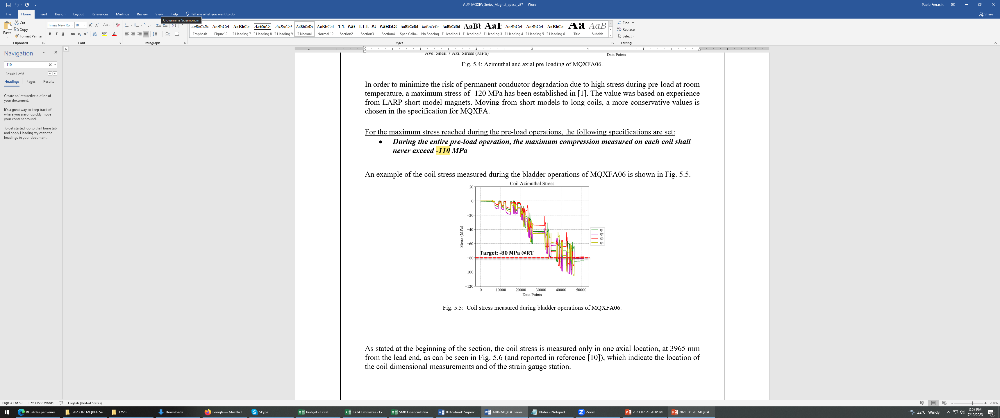 AUP-MQXFA_Series_Magnet_specs_v27 - Word
Paolo Ferracin
File Home Insert Design Layout References Mailings Review View Help Tell me what you want to do
Share
Giovannina Scramoncin
Paste
Cut
Copy
Format Painter
Clipboard
Times New Ro 10
Font
Paragraph
AaBbCcDc AaBbCcI AaBbCcI AaBbCc. AaBbCcL AaBbCcDc AaBbCcI 1.1. AaE 1.1.1. Aa AaBbCc AaBbCcDd AaBbCcDc AaBbCcDd AaBbI AaBl AaBbCcI AaBbCcI AaBbCcI Aa AaB
Emphasis Figure12 ¶ Heading 7 ¶ Heading 8 ¶ Heading 9 ¶ Normal Normal 12 Section2 Section3 Section4 Spec Callo... No Spacing ¶ Heading 1 ¶ Heading 2 ¶ Heading 3 ¶ Heading 4 ¶ Heading 5 ¶ Heading 6 Title Subtitle
Styles
Find
Replace
Select
Editing
Navigation
-110
Result 1 of 6
Headings Pages Results
Create an interactive outline of
your document.
It's a great way to keep track of
where you are or quickly move
your content around.
To get started, go to the Home tab
and apply Heading styles to the
headings in your document.
1 1 2 3 4 5 7
Ave. Shell 7 Azi. Stress (MPa)
Data Points
Fig. 5.4: Azimuthal and axial pre-loading of MQXFA06.
In order to minimize the risk of permanent conductor degradation due to high stress during pre-load at room
temperature, a maximum stress of -120 MPa has been established in [1]. The value was based on experience
from LARP short model magnets. Moving from short models to long coils, a more conservative values is
chosen in the specification for MQXFA.
For the maximum stress reached during the pre-load operations, the following specifications are set:
• During the entire pre-load operation, the maximum compression measured on each coil shall
never exceed -110 MPa
An example of the coil stress measured during the bladder operations of MQXFA06 is shown in Fig. 5.5.
Coil Azimuthal Stress
20
0
−20
−40
−60
−80
−100
−120
Stress (MPa)
Target: -80 MPa @RT
Q1
Q2
Q3
Q4
0 10000 20000 30000 40000 50000
Data Points
Fig. 5.5: Coil stress measured during bladder operations of MQXFA06.
As stated at the beginning of the section, the coil stress is measured only in one axial location, at 3965 mm
from the lead end, as can be seen in Fig. 5.6 (and reported in reference [10]), which indicate the location of
the coil dimensional measurements and of the strain gauge station.
Page 41 of 59 1 of 13538 words English (United States)
200%
RE: slides per vener... 2023_07_MQXFA_Se... FY23 Downloads Google — Mozilla F... Skype budget - Excel FY24_Estimates - Ex... SMP Financial Revi... JUAS-book_Superc... AUP-MQXFA_Series... Notes - Notepad Zoom 2023_07_21_AUP_M... 2023_06_28_MQXFA...
22°C Windy
3:57 PM
7/19/2023
2